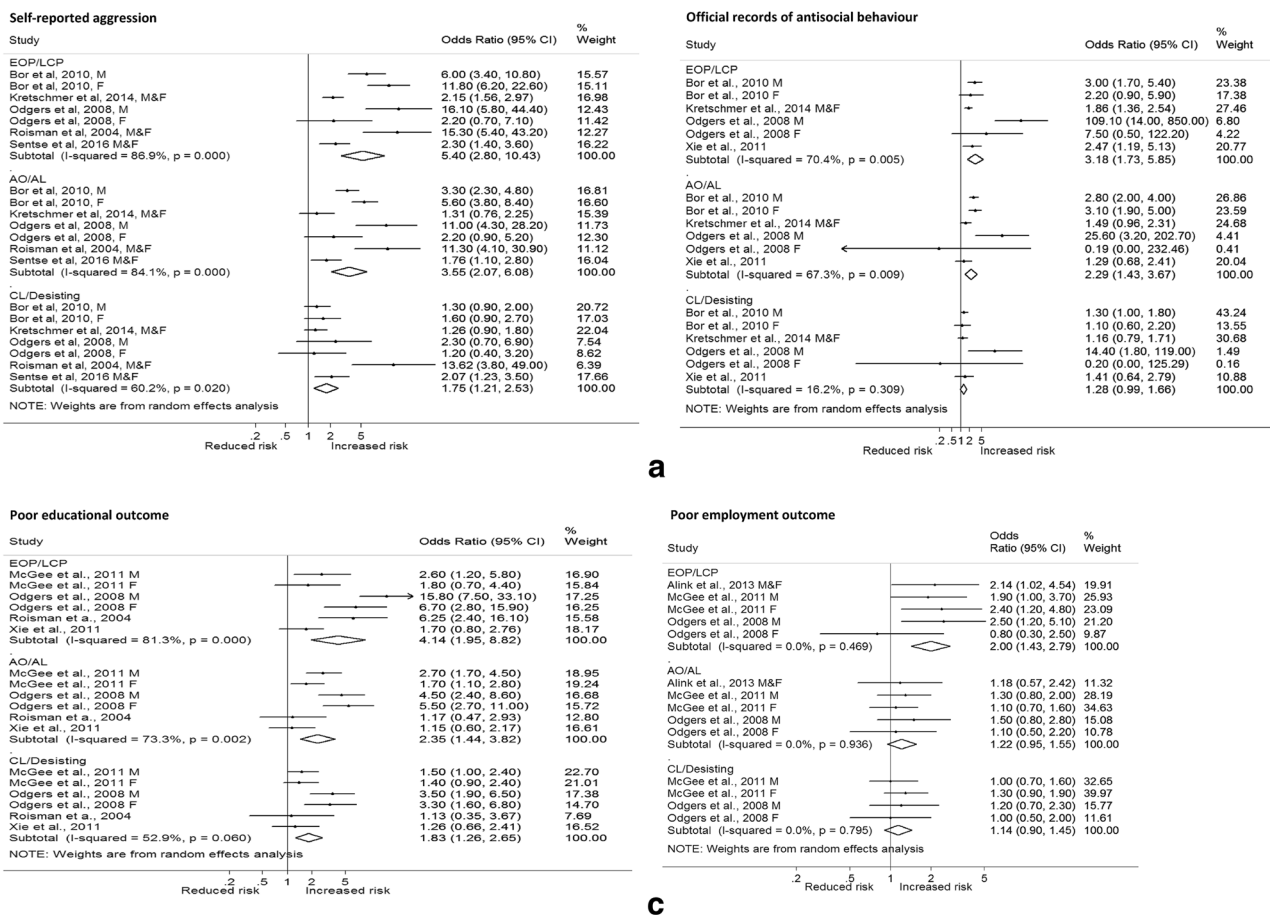 Self-reported aggression
%
Study Odds Ratio (95% CI) Weight
EOP/LCP
Bor et al, 2010, M 6.00 (3.40, 10.80) 15.57
Bor et al, 2010, F 11.80 (6.20, 22.60) 15.11
Kretschmer et al, 2014, M&F 2.15 (1.56, 2.97) 16.98
Odgers et al, 2008, M 16.10 (5.80, 44.40) 12.43
Odgers et al, 2008, F 2.20 (0.70, 7.10) 11.42
Roisman et al, 2004, M&F 15.30 (5.40, 43.20) 12.27
Sentse et al, 2016 M&F 2.30 (1.40, 3.60) 16.22
Subtotal (I-squared = 86.9%, p = 0.000) 5.40 (2.80, 10.43) 100.00
.
AO/AL
Bor et al, 2010, M 3.30 (2.30, 4.80) 16.81
Bor et al, 2010, F 5.60 (3.80, 8.40) 16.60
Kretschmer et al, 2014, M&F 1.31 (0.76, 2.25) 15.39
Odgers et al, 2008, M 11.00 (4.30, 28.20) 11.73
Odgers et al, 2008, F 2.20 (0.90, 5.20) 12.30
Roisman et al, 2004, M&F 11.30 (4.10, 30.90) 11.12
Sentse et al, 2016 M&F 1.76 (1.10, 2.80) 16.04
Subtotal (I-squared = 84.1%, p = 0.000) 3.55 (2.07, 6.08) 100.00
.
CL/Desisting
Bor et al, 2010, M 1.30 (0.90, 2.00) 20.72
Bor et al, 2010, F 1.60 (0.90, 2.70) 17.03
Kretschmer et al, 2014, M&F 1.26 (0.90, 1.80) 22.04
Odgers et al, 2008, M 2.30 (0.70, 6.90) 7.54
Odgers et al, 2008, F 1.20 (0.40, 3.20) 8.62
Roisman et al, 2004, M&F 13.62 (3.80, 49.00) 6.39
Sentse et al, 2016 M&F 2.07 (1.23, 3.50) 17.66
Subtotal (I-squared = 60.2%, p = 0.020) 1.75 (1.21, 2.53) 100.00
NOTE: Weights are from random effects analysis
.2 .5 1 2 5
Reduced risk Increased risk
Official records of antisocial behaviour
%
Study Odds Ratio (95% CI) Weight
EOP/LCP
Bor et al., 2010 M 3.00 (1.70, 5.40) 23.38
Bor et al., 2010 F 2.20 (0.90, 5.90) 17.38
Kretschmer et al., 2014 M&F 1.86 (1.36, 2.54) 27.46
Odgers et al., 2008 M 109.10 (14.00, 850.00) 6.80
Odgers et al., 2008 F 7.50 (0.50, 122.20) 4.22
Xie et al., 2011 2.47 (1.19, 5.13) 20.77
Subtotal (I-squared = 70.4%, p = 0.005) 3.18 (1.73, 5.85) 100.00
.
AO/AL
Bor et al., 2010 M 2.80 (2.00, 4.00) 26.86
Bor et al., 2010 F 3.10 (1.90, 5.00) 23.59
Kretschmer et al., 2014 M&F 1.49 (0.96, 2.31) 24.68
Odgers et al., 2008 M 25.60 (3.20, 202.70) 4.41
Odgers et al., 2008 F 0.19 (0.00, 232.46) 0.41
Xie et al., 2011 1.29 (0.68, 2.41) 20.04
Subtotal (I-squared = 67.3%, p = 0.009) 2.29 (1.43, 3.67) 100.00
.
CL/Desisting
Bor et al., 2010 M 1.30 (1.00, 1.80) 43.24
Bor et al., 2010 F 1.10 (0.60, 2.20) 13.55
Kretschmer et al., 2014 M&F 1.16 (0.79, 1.71) 30.68
Odgers et al., 2008 M 14.40 (1.80, 119.00) 1.49
Odgers et al., 2008 F 0.20 (0.00, 125.29) 0.16
Xie et al., 2011 1.41 (0.64, 2.79) 10.88
Subtotal (I-squared = 16.2%, p = 0.309) 1.28 (0.99, 1.66) 100.00
NOTE: Weights are from random effects analysis
.2 .5 1 2 5
Reduced risk Increased risk
a
Poor educational outcome
%
Study Odds Ratio (95% CI) Weight
EOP/LCP
McGee et al., 2011 M 2.60 (1.20, 5.80) 16.90
McGee et al., 2011 F 1.80 (0.70, 4.40) 15.84
Odgers et al., 2008 M 15.80 (7.50, 33.10) 17.25
Odgers et al., 2008 F 6.70 (2.80, 15.90) 16.25
Roisman et a., 2004 6.25 (2.40, 16.10) 15.58
Xie et al., 2011 1.70 (0.80, 2.76) 18.17
Subtotal (I-squared = 81.3%, p = 0.000) 4.14 (1.95, 8.82) 100.00
.
AO/AL
McGee et al., 2011 M 2.70 (1.70, 4.50) 18.95
McGee et al., 2011 F 1.70 (1.10, 2.80) 19.24
Odgers et al., 2008 M 4.50 (2.40, 8.60) 16.68
Odgers et al., 2008 F 5.50 (2.70, 11.00) 15.72
Roisman et a., 2004 1.17 (0.47, 2.93) 12.80
Xie et al., 2011 1.15 (0.60, 2.17) 16.61
Subtotal (I-squared = 73.3%, p = 0.002) 2.35 (1.44, 3.82) 100.00
.
CL/Desisting
McGee et al., 2011 M 1.50 (1.00, 2.40) 22.70
McGee et al., 2011 F 1.40 (0.90, 2.40) 21.01
Odgers et al., 2008 M 3.50 (1.90, 6.50) 17.38
Odgers et al., 2008 F 3.30 (1.60, 6.80) 14.70
Roisman et a., 2004 1.13 (0.35, 3.67) 7.69
Xie et al., 2011 1.26 (0.66, 2.41) 16.52
Subtotal (I-squared = 52.9%, p = 0.060) 1.83 (1.26, 2.65) 100.00
NOTE: Weights are from random effects analysis
.2 .5 1 2 5
Reduced risk Increased risk
Poor employment outcome
Odds %
Study Ratio (95% CI) Weight
EOP/LCP
Alink et al., 2013 M&F 2.14 (1.02, 4.54) 19.91
McGee et al., 2011 M 1.90 (1.00, 3.70) 25.93
McGee et al., 2011 F 2.40 (1.20, 4.80) 23.09
Odgers et al., 2008 M 2.50 (1.20, 5.10) 21.20
Odgers et al., 2008 F 0.80 (0.30, 2.50) 9.87
Subtotal (I-squared = 0.0%, p = 0.469) 2.00 (1.43, 2.79) 100.00
.
AO/AL
Alink et al., 2013 M&F 1.18 (0.57, 2.42) 11.32
McGee et al., 2011 M 1.30 (0.80, 2.00) 28.19
McGee et al., 2011 F 1.10 (0.70, 1.60) 34.63
Odgers et al., 2008 M 1.50 (0.80, 2.80) 15.08
Odgers et al., 2008 F 1.10 (0.50, 2.20) 10.78
Subtotal (I-squared = 0.0%, p = 0.936) 1.22 (0.95, 1.55) 100.00
.
CL/Desisting
McGee et al., 2011 M 1.00 (0.70, 1.60) 32.65
McGee et al., 2011 F 1.30 (0.90, 1.90) 39.97
Odgers et al., 2008 M 1.20 (0.70, 2.30) 15.77
Odgers et al., 2008 F 1.00 (0.50, 2.00) 11.61
Subtotal (I-squared = 0.0%, p = 0.795) 1.14 (0.90, 1.45) 100.00
NOTE: Weights are from random effects analysis
.2 .5 1 2 5
Reduced risk Increased risk
c